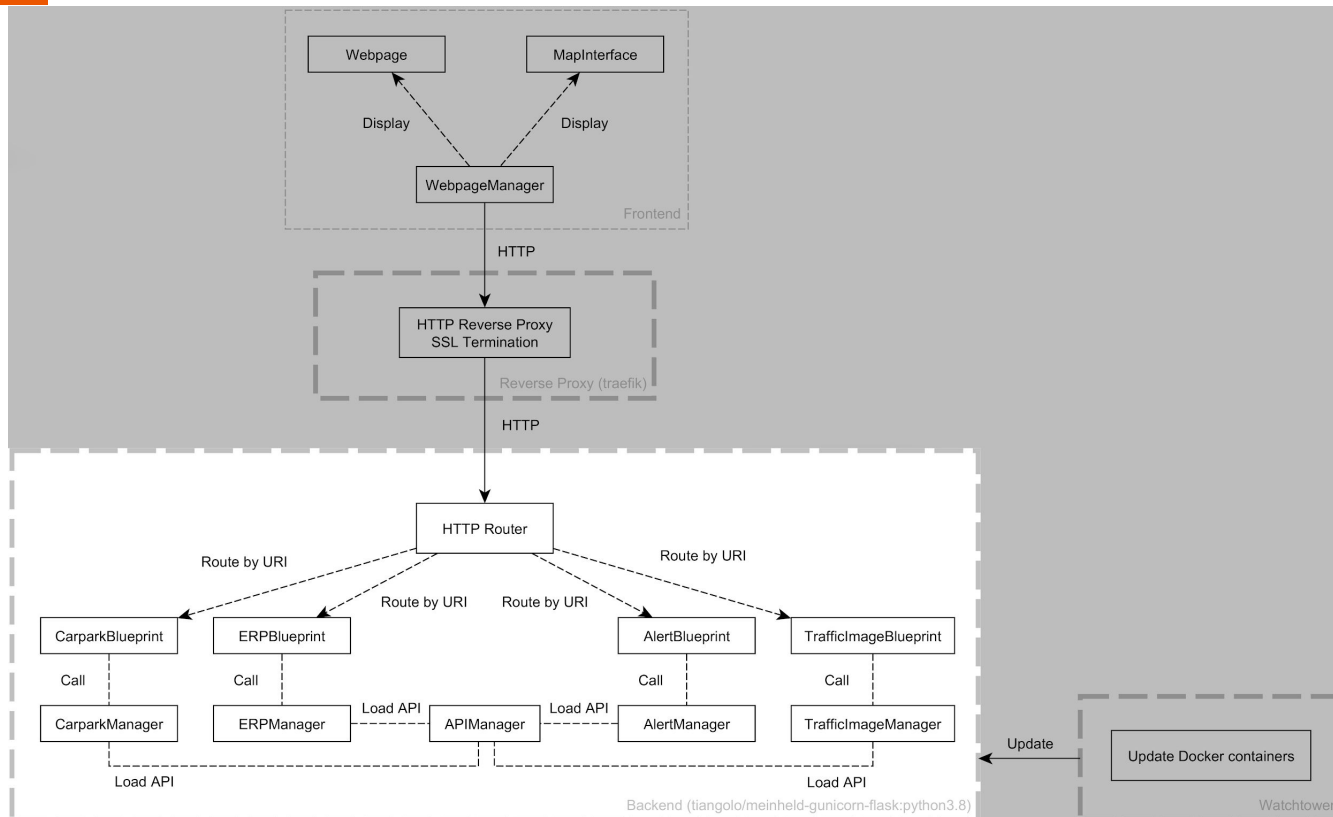 Webpage
MapInterface
Display
Display
WebpageManager
Frontend
HTTP
HTTP Reverse Proxy
SSL Termination
Reverse Proxy (traefik)
HTTP
HTTP Router
Route by URI
Route by URI
Route by URI
Route by URI
CarparkBlueprint
ERPBlueprint
AlertBlueprint
TrafficImageBlueprint
Call
Call
Call
Call
CarparkManager
ERPManager
Load API
APIManager
Load API
AlertManager
TrafficImageManager
Load API
Load API
Backend (tiangolo/meinheld-gunicorn-flask:python3.8)
Update
Update Docker containers
Watchtower